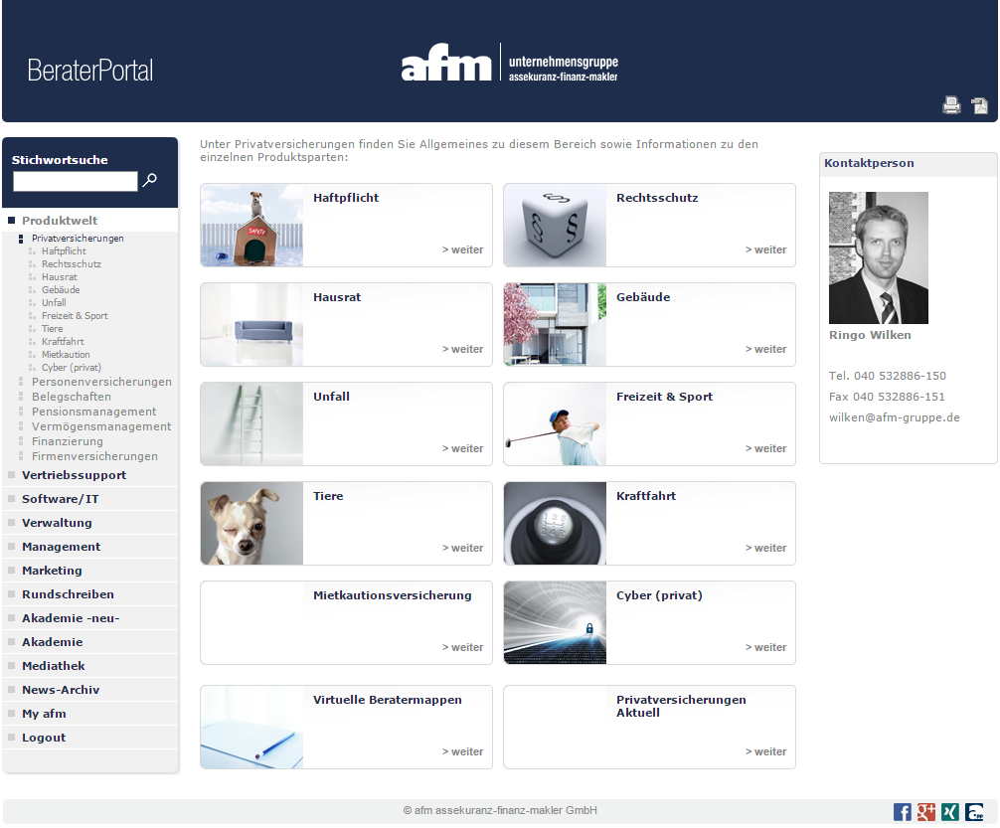 BeraterPortal
afm
unternehmensgruppe
assekuranz-finanz-makler
Stichwortsuche
Produktwelt
Privatversicherungen
Haftpflicht
Rechtsschutz
Hausrat
Gebäude
Unfall
Freizeit & Sport
Tiere
Kraftfahrt
Mietkaution
Cyber (privat)
Personenversicherungen
Belegschaften
Pensionsmanagement
Vermögensmanagement
Finanzierung
Firmenversicherungen
Vertriebssupport
Software/IT
Verwaltung
Management
Marketing
Rundschreiben
Akademie -neu-
Akademie
Mediathek
News-Archiv
My afm
Logout
Unter Privatversicherungen finden Sie Allgemeines zu diesem Bereich sowie Informationen zu den
einzelnen Produktsparten:
SAFETY
Haftpflicht
> weiter
§ § §
Rechtsschutz
> weiter
Hausrat
> weiter
Gebäude
> weiter
Unfall
> weiter
Freizeit & Sport
> weiter
Tiere
> weiter
Kraftfahrt
> weiter
Mietkautionsversicherung
> weiter
Cyber (privat)
> weiter
Virtuelle Beratermappen
> weiter
Privatversicherungen
Aktuell
> weiter
Kontaktperson
Ringo Wilken
Tel. 040 532886-150
Fax 040 532886-151
wilken@afm-gruppe.de
© afm assekuranz-finanz-makler GmbH